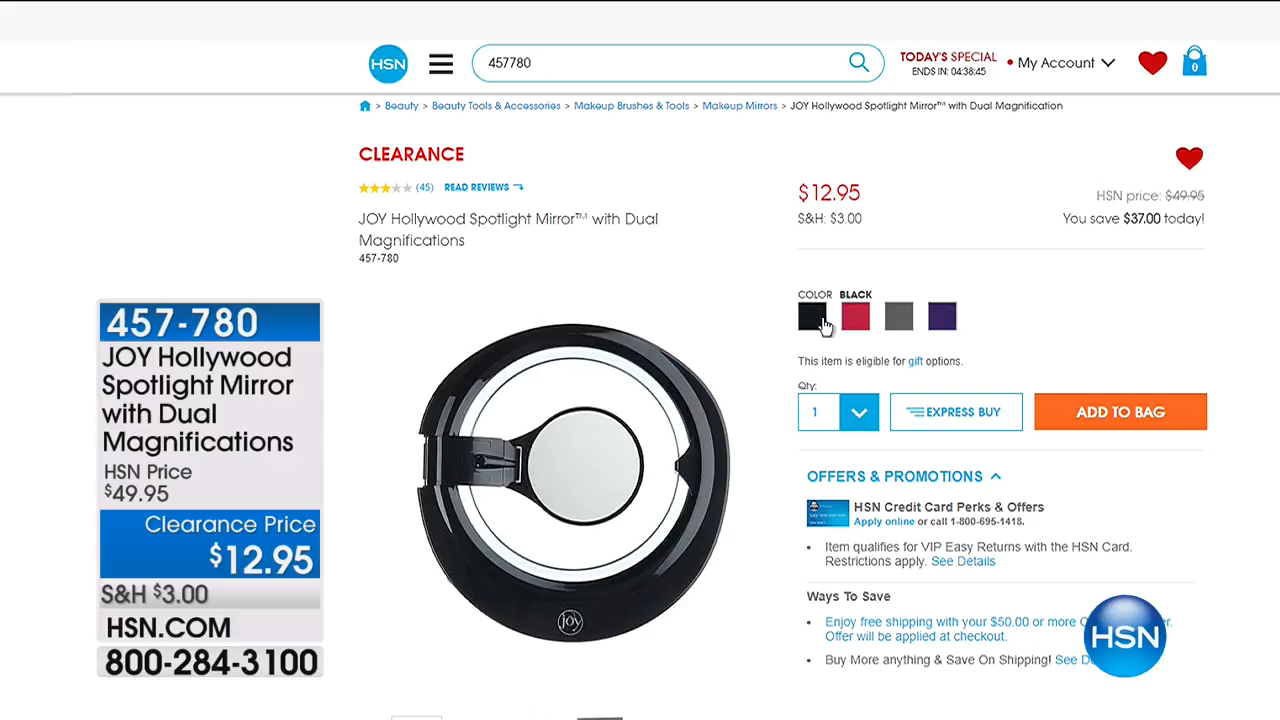 HSN
457780
TODAY'S SPECIAL
ENDS IN: 04:38:45
My Account
0
> Beauty > Beauty Tools & Accessories > Makeup Brushes & Tools > Makeup Mirrors > JOY Hollywood Spotlight Mirror™ with Dual Magnification
CLEARANCE
(45) READ REVIEWS
JOY Hollywood Spotlight Mirror™ with Dual
Magnifications
457-780
$12.95
HSN price: $49.95
S&H: $3.00
You save $37.00 today!
COLOR BLACK
This item is eligible for gift options.
Qty:
1
EXPRESS BUY
ADD TO BAG
OFFERS & PROMOTIONS
HSN Credit Card Perks & Offers
Apply online or call 1-800-695-1418.
• Item qualifies for VIP Easy Returns with the HSN Card.
Restrictions apply. See Details
Ways To Save
• Enjoy free shipping with your $50.00 or more
Offer will be applied at checkout.
• Buy More anything & Save On Shipping! See
HSN
joy
457-780
JOY Hollywood
Spotlight Mirror
with Dual
Magnifications
HSN Price
$49.95
Clearance Price
$12.95
S&H $3.00
HSN.COM
800-284-3100